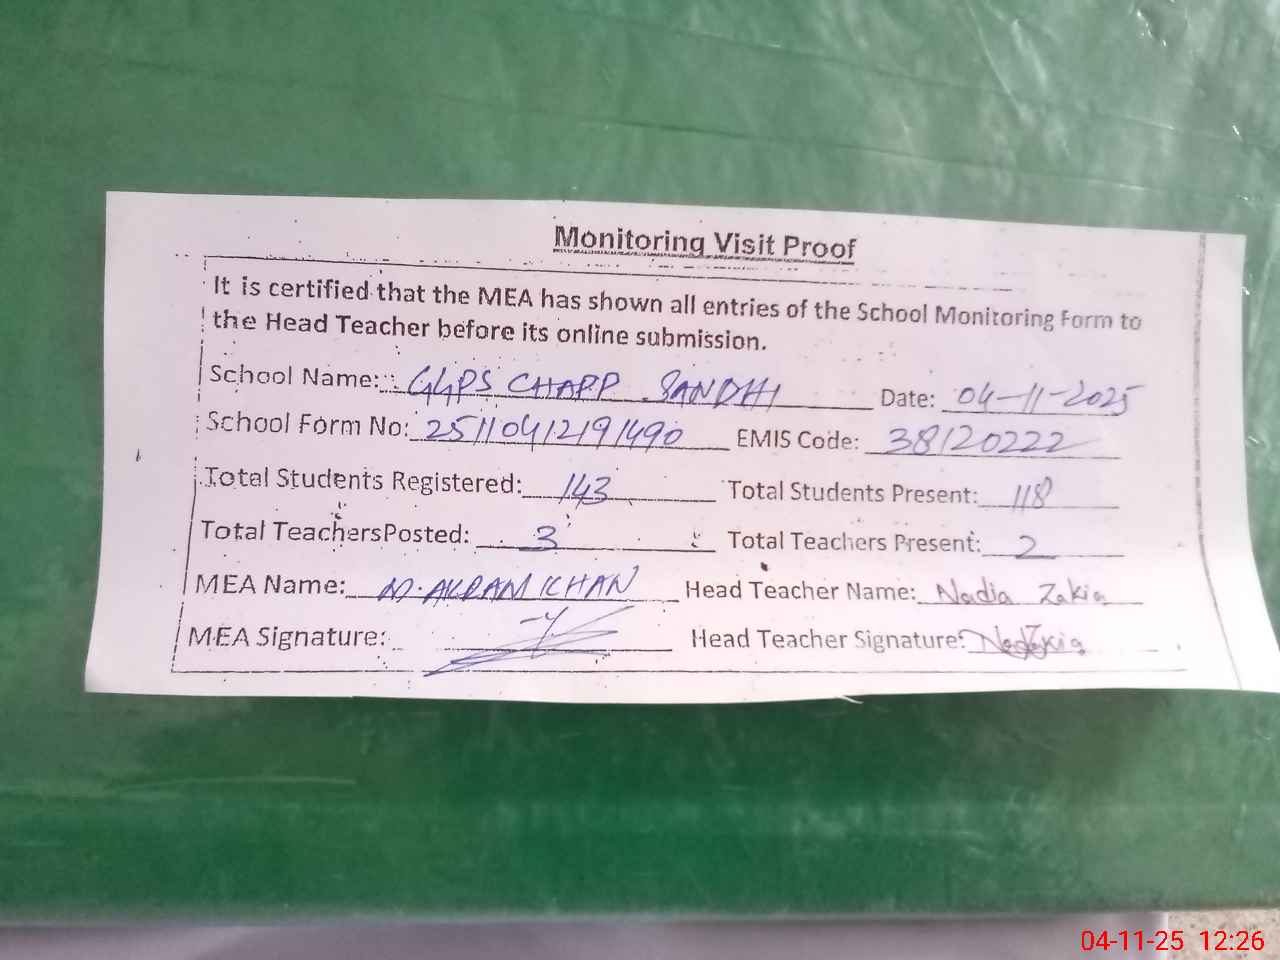 Monitoring Visit Proof
It is certified that the MEA has shown all entries of the School Monitoring Form to
the Head Teacher before its online submission.
School Name: GGPS CHAPP SANDHI Date: 04-11-2025
School Form No: 25110412191490 EMIS Code: 38120222
Total Students Registered: 143 Total Students Present: 118
Total TeachersPosted: 3 Total Teachers Present: 2
MEA Name: M. AKRAM KHAN Head Teacher Name: Nadia Zakia
MEA Signature: Head Teacher Signature:
04-11-25 12:26